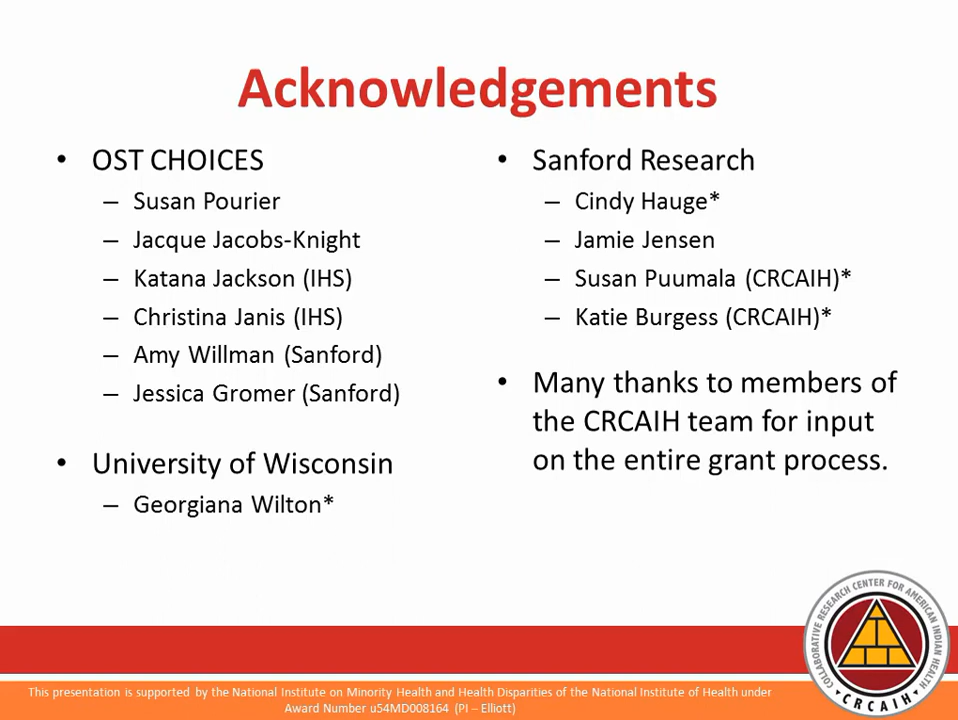 Acknowledgements
• OST CHOICES
– Susan Pourier
– Jacque Jacobs-Knight
– Katana Jackson (IHS)
– Christina Janis (IHS)
– Amy Willman (Sanford)
– Jessica Gromer (Sanford)
• University of Wisconsin
– Georgiana Wilton*
• Sanford Research
– Cindy Hauge*
– Jamie Jensen
– Susan Puumala (CRCAIH)*
– Katie Burgess (CRCAIH)*
• Many thanks to members of
the CRCAIH team for input
on the entire grant process.
COLLABORATIVE RESEARCH CENTER FOR AMERICAN INDIAN HEALTH
CRCAIH
This presentation is supported by the National Institute on Minority Health and Health Disparities of the National Institute of Health under
Award Number u54MD008164 (PI – Elliott)